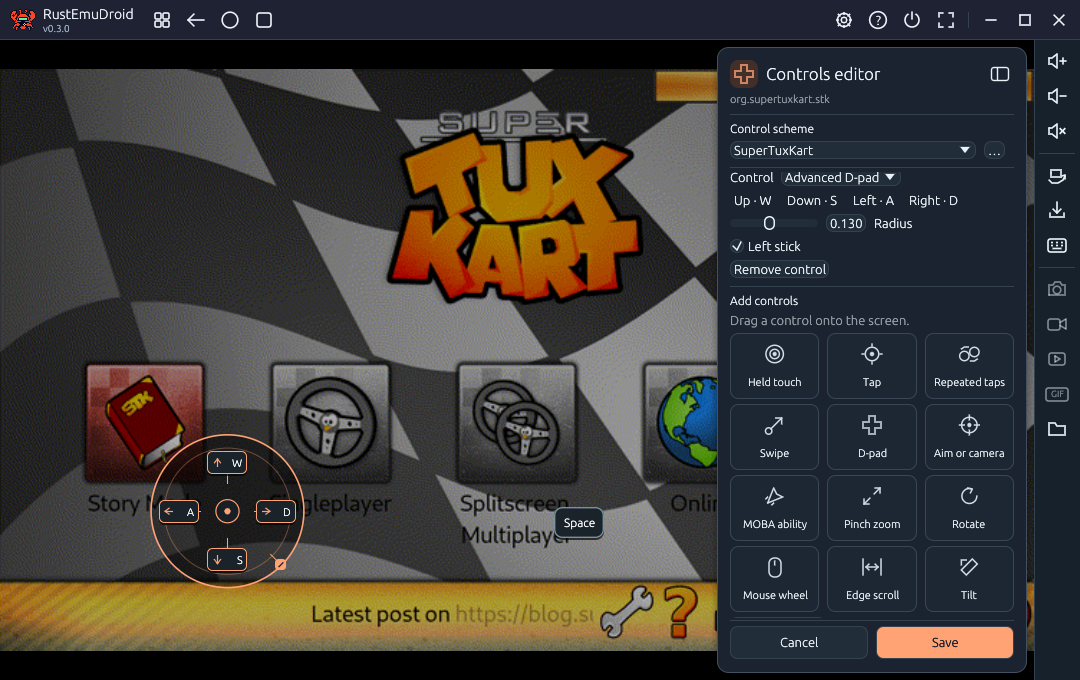 RustEmuDroid
v0.3.0
SUPER
TUX
KART
STK
Story
gleplayer
Splitscreen
Multiplayer
Onlin
Latest post on https://blog.su
W
A
D
S
Space
Controls editor
org.supertuxkart.stk
Control scheme
SuperTuxKart
...
Control Advanced D-pad
Up · W Down · S Left · A Right · D
0.130 Radius
Left stick
Remove control
Add controls
Drag a control onto the screen.
Held touch Tap Repeated taps
Swipe D-pad Aim or camera
MOBA ability Pinch zoom Rotate
Mouse wheel Edge scroll Tilt
Cancel Save
GIF